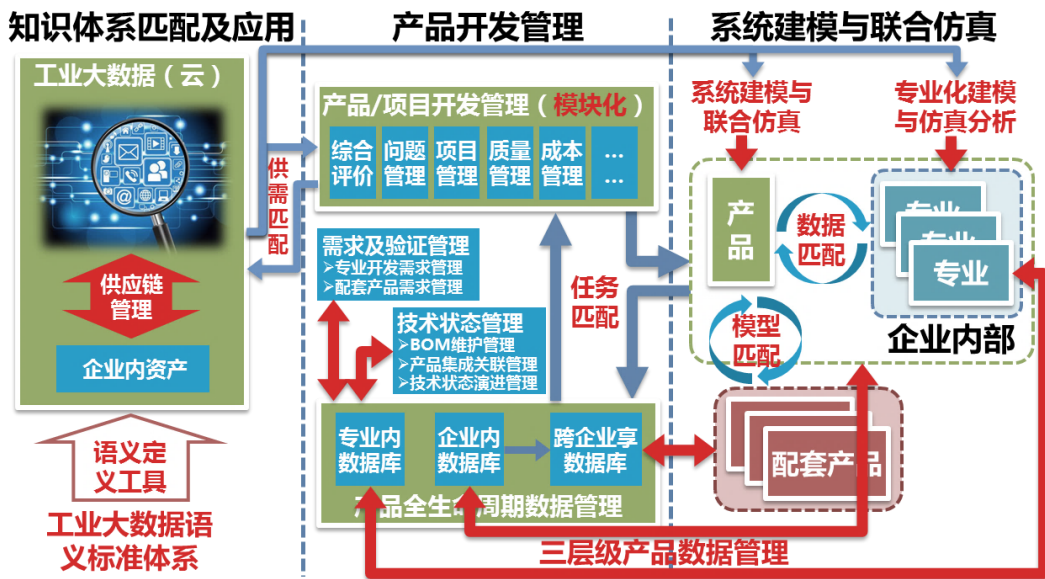 知识体系匹配及应用
工业大数据（云）
供需匹配
供应链
管理
企业内资产
语义定
义工具
工业大数据语
义标准体系
产品开发管理
产品/项目开发管理（模块化）
综合
评价
问题
管理
项目
管理
质量
管理
成本
管理
...
...
需求及验证管理
➢专业开发需求管理
➢配套产品需求管理
技术状态管理
➢BOM维护管理
➢产品集成关联管理
➢技术状态演进管理
任务
匹配
专业内
数据库
企业内
数据库
跨企业享
数据库
产品全生命周期数据管理
系统建模与联合仿真
系统建模与
联合仿真
专业化建模
与仿真分析
产品
数据
匹配
专业
专业
专业
企业内部
模型
匹配
配套产品
三层级产品数据管理